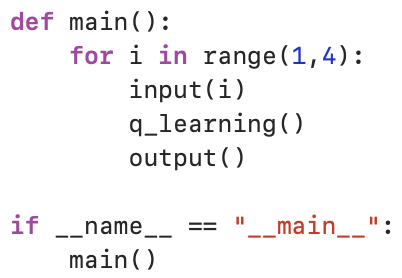 def main():
    for i in range(1,4):
        input(i)
        q_learning()
        output()

if __name__ == "__main__":
    main()